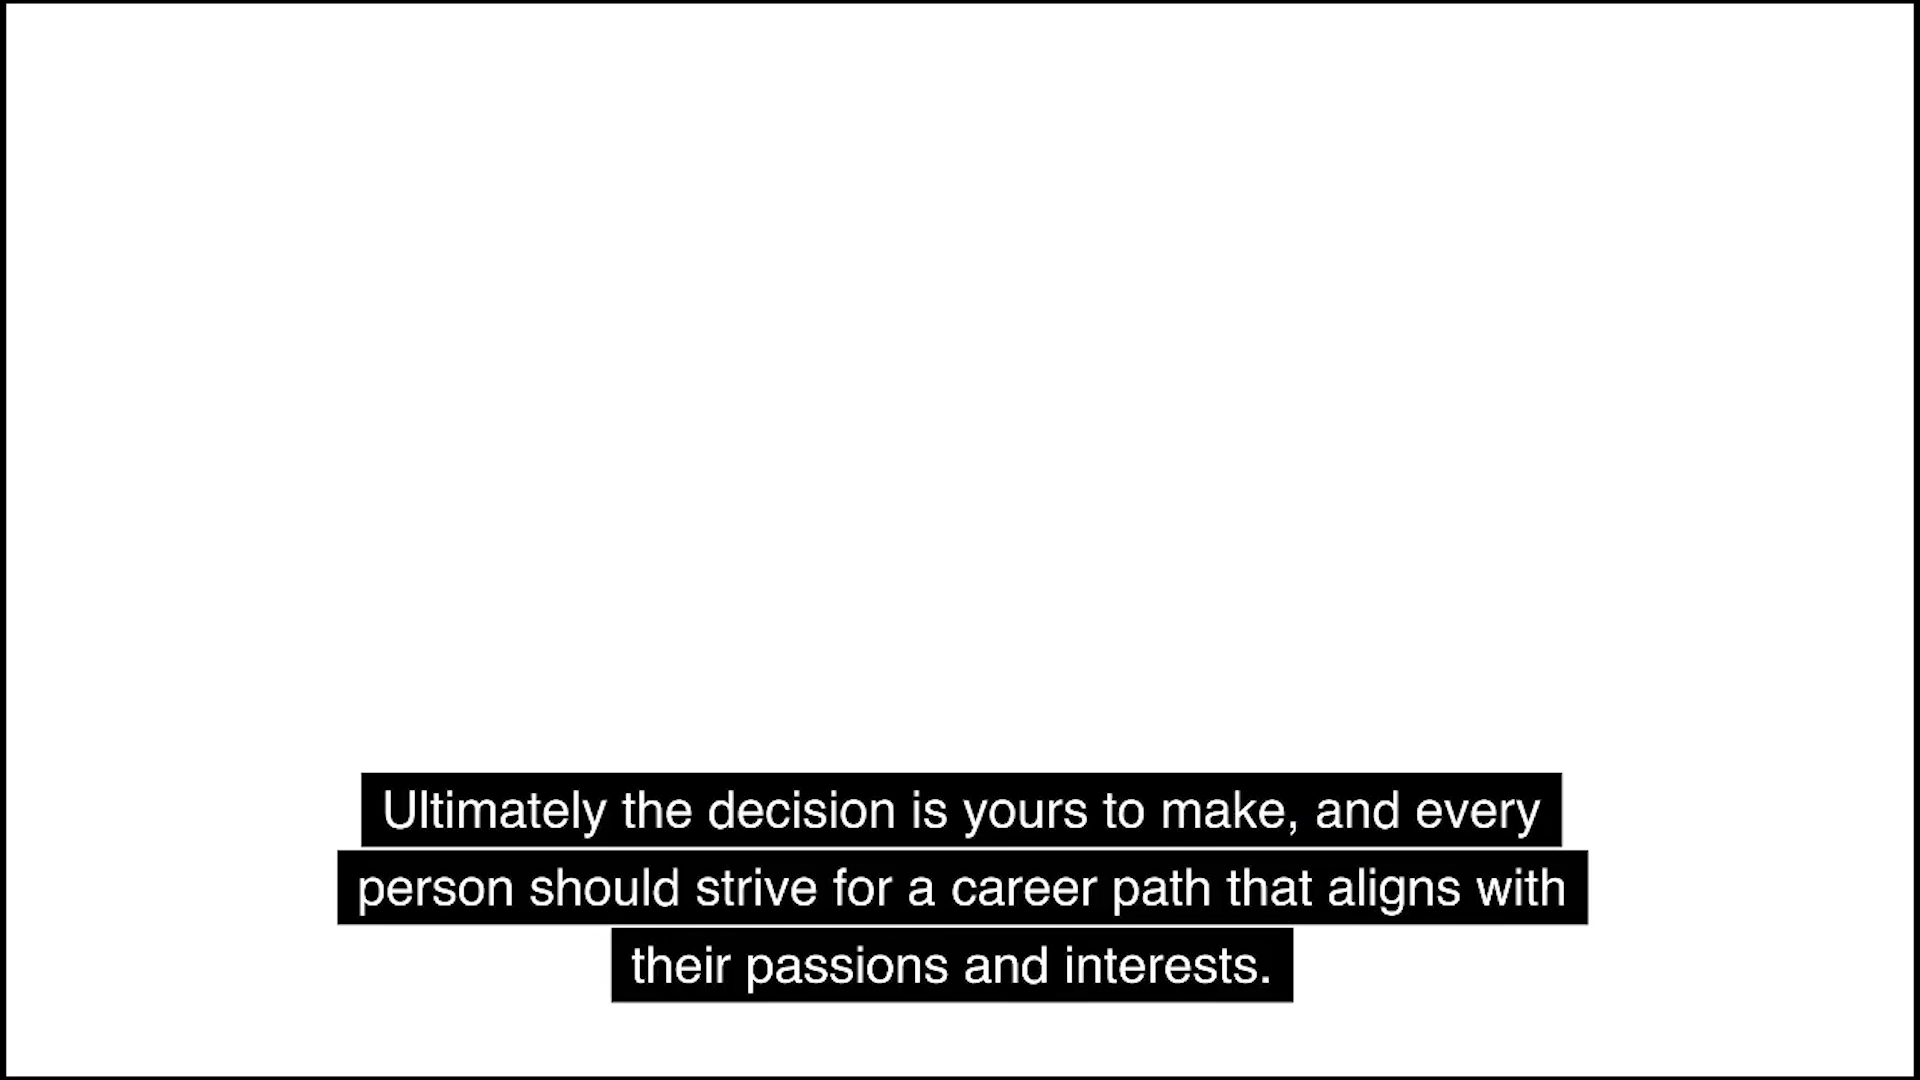 Ultimately the decision is yours to make, and every
person should strive for a career path that aligns with
their passions and interests.